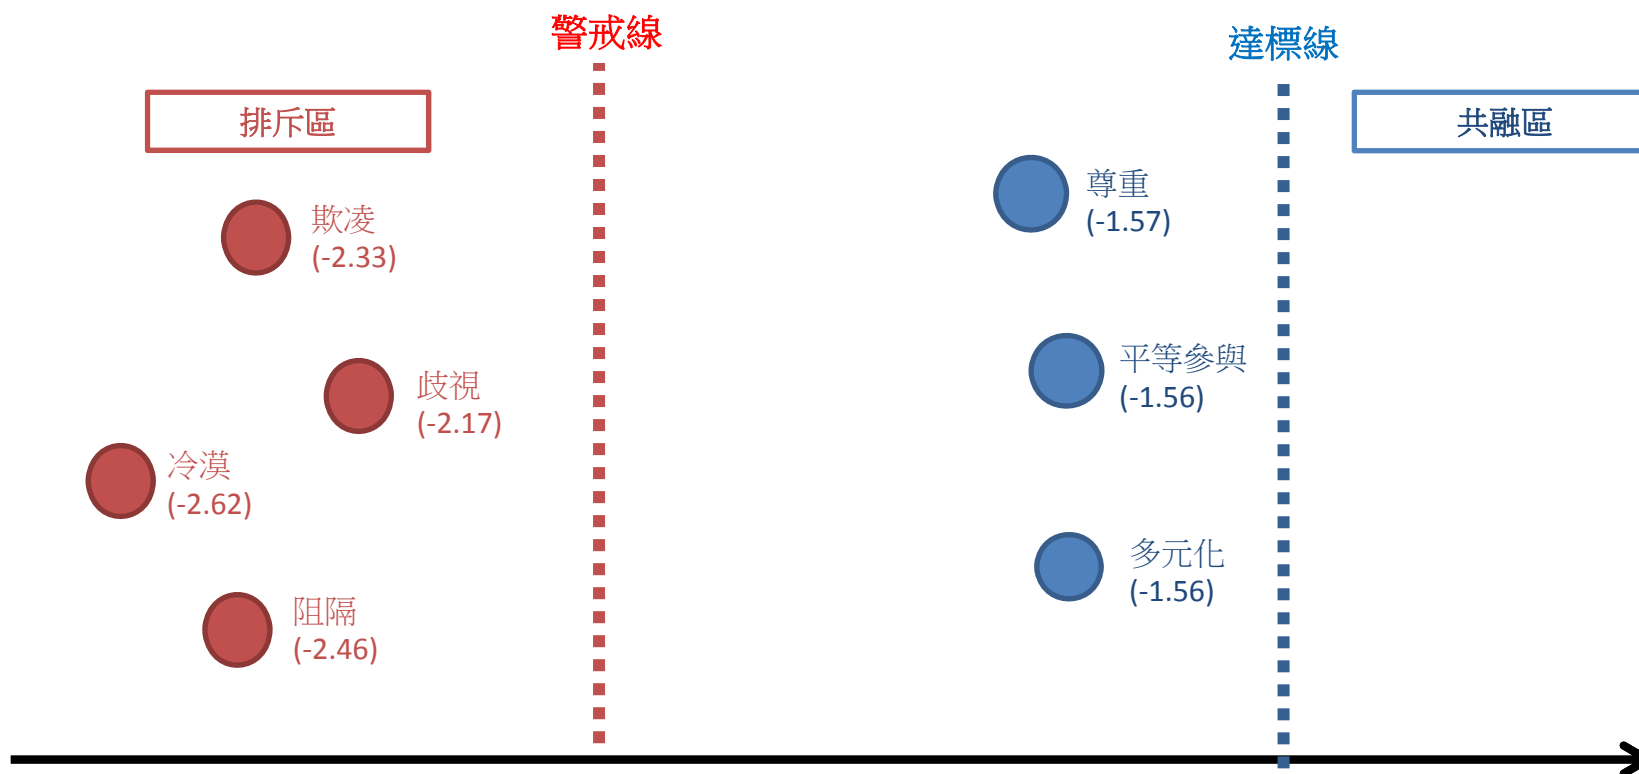 警戒線
達標線
排斥區
共融區
尊重
(-1.57)
欺凌
(-2.33)
平等參與
(-1.56)
歧視
(-2.17)
冷漠
(-2.62)
多元化
(-1.56)
阻隔
(-2.46)